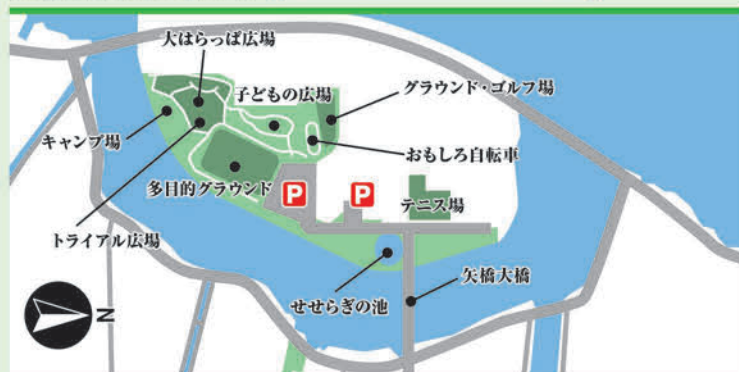 大はらっぱ広場
子どもの広場
グラウンド・ゴルフ場
キャンプ場
おもしろ自転車
多目的グラウンド
P
P
テニス場
トライアル広場
せせらぎの池
矢橋大橋
N